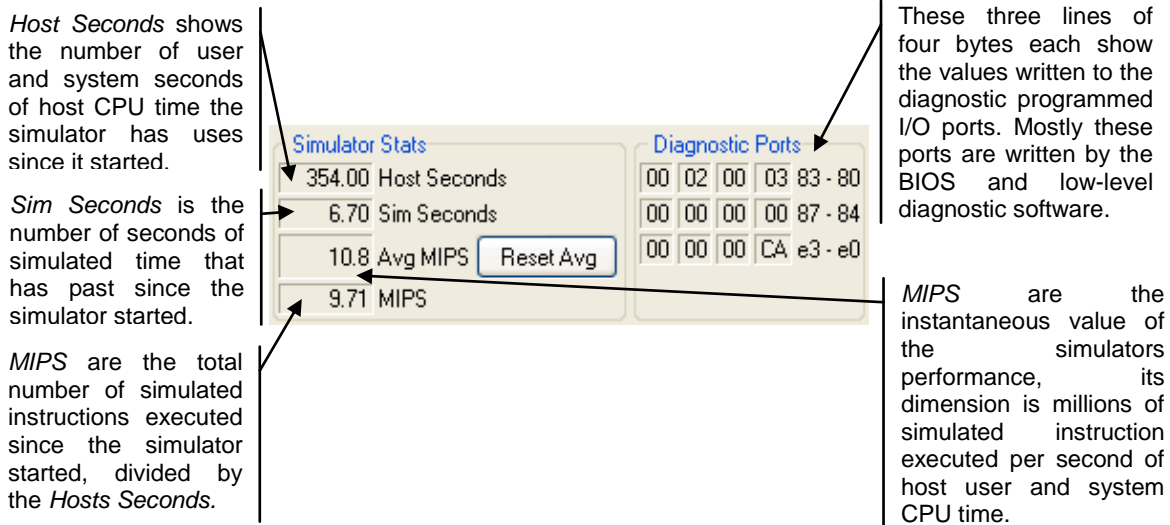 Host Seconds shows
the number of user
and system seconds
of host CPU time the
simulator has uses
since it started.
Sim Seconds is the
number of seconds of
simulated time that
has past since the
simulator started.
MIPS are the total
number of simulated
instructions executed
since the simulator
started, divided by
the Hosts Seconds.
Simulator Stats
354.00 Host Seconds
6.70 Sim Seconds
10.8 Avg MIPS Reset Avg
9.71 MIPS
Diagnostic Ports
00 02 00 03 83 - 80
00 00 00 00 87 - 84
00 00 00 CA e3 - e0
These three lines of
four bytes each show
the values written to the
diagnostic programmed
I/O ports. Mostly these
ports are written by the
BIOS and low-level
diagnostic software.
MIPS are the
instantaneous value of
the simulators
performance, its
dimension is millions of
simulated instruction
executed per second of
host user and system
CPU time.